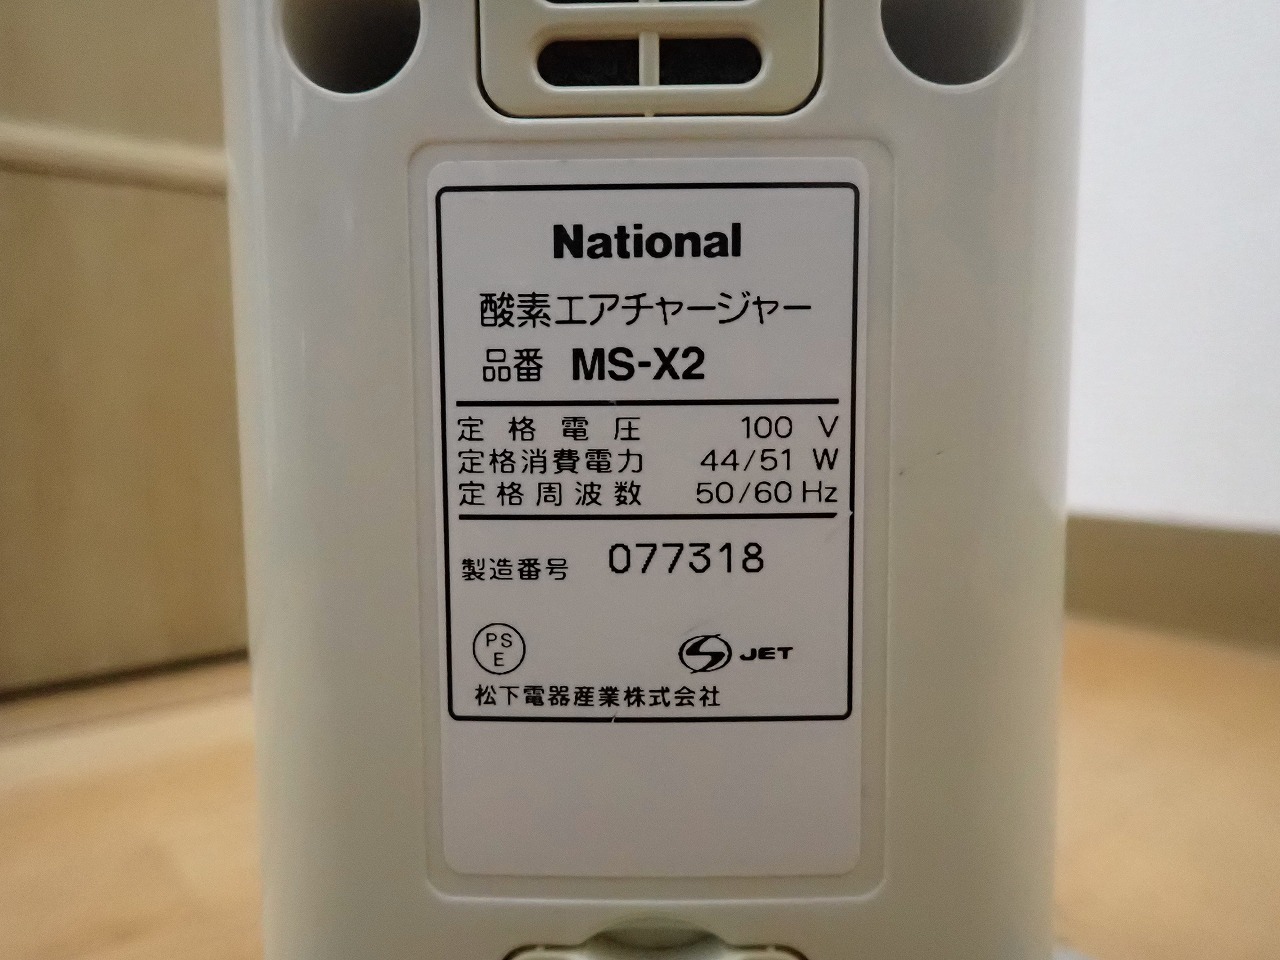 National
酸素エアチャージャー
品番 MS-X2
定格電圧 100 V
定格消費電力 44/51 W
定格周波数 50/60 Hz
製造番号 077318
PS
E
JET
松下電器産業株式会社